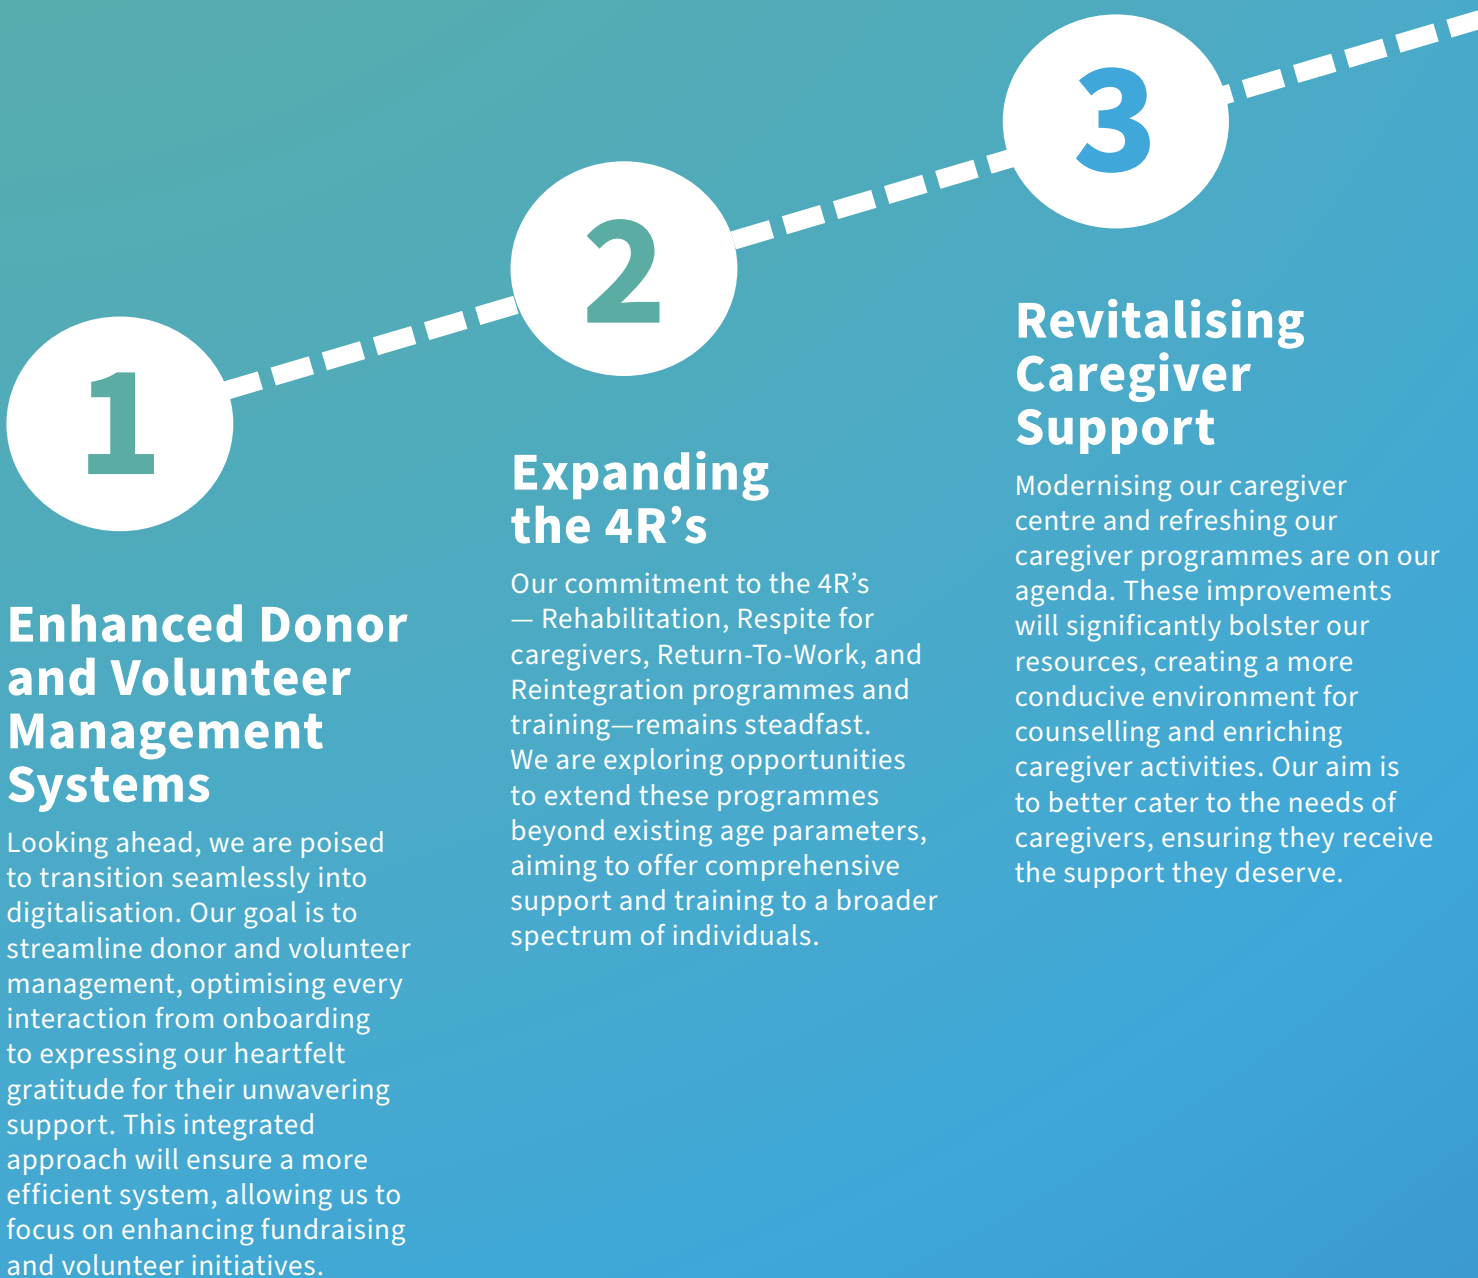 1
Enhanced Donor
and Volunteer
Management
Systems
Looking ahead, we are poised
to transition seamlessly into
digitalisation. Our goal is to
streamline donor and volunteer
management, optimising every
interaction from onboarding
to expressing our heartfelt
gratitude for their unwavering
support. This integrated
approach will ensure a more
efficient system, allowing us to
focus on enhancing fundraising
and volunteer initiatives.
2
Expanding
the 4R’s
Our commitment to the 4R’s
— Rehabilitation, Respite for
caregivers, Return-To-Work, and
Reintegration programmes and
training—remains steadfast.
We are exploring opportunities
to extend these programmes
beyond existing age parameters,
aiming to offer comprehensive
support and training to a broader
spectrum of individuals.
3
Revitalising
Caregiver
Support
Modernising our caregiver
centre and refreshing our
caregiver programmes are on our
agenda. These improvements
will significantly bolster our
resources, creating a more
conducive environment for
counselling and enriching
caregiver activities. Our aim is
to better cater to the needs of
caregivers, ensuring they receive
the support they deserve.